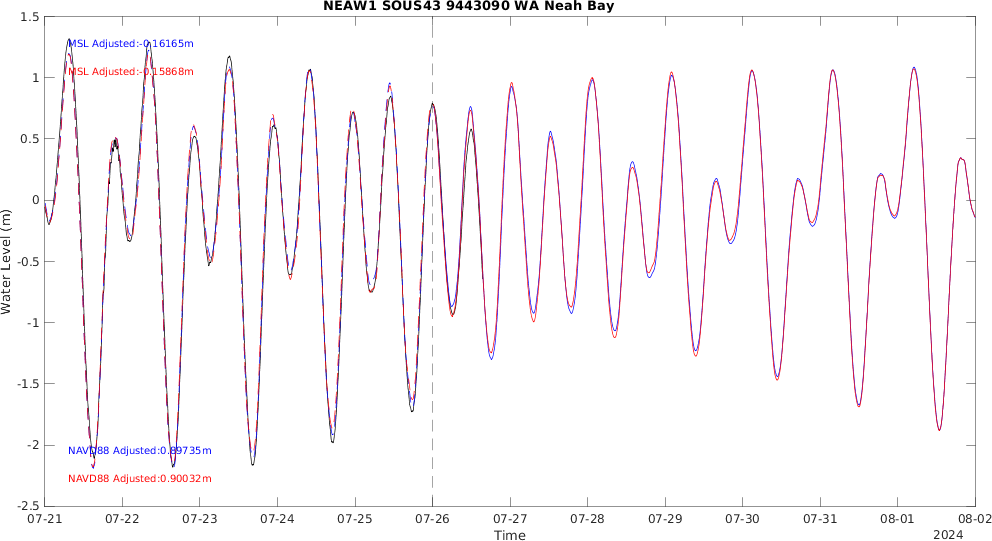 NEAW1 SOUS43 9443090 WA Neah Bay
1.5
1
0.5
0
-0.5
-1
-1.5
-2
-2.5
Water Level (m)
MSL Adjusted:-0.16165m
MSL Adjusted:-0.15868m
NAVD88 Adjusted:0.89735m
NAVD88 Adjusted:0.90032m
07-21 07-22 07-23 07-24 07-25 07-26 07-27 07-28 07-29 07-30 07-31 08-01 08-02
Time
2024